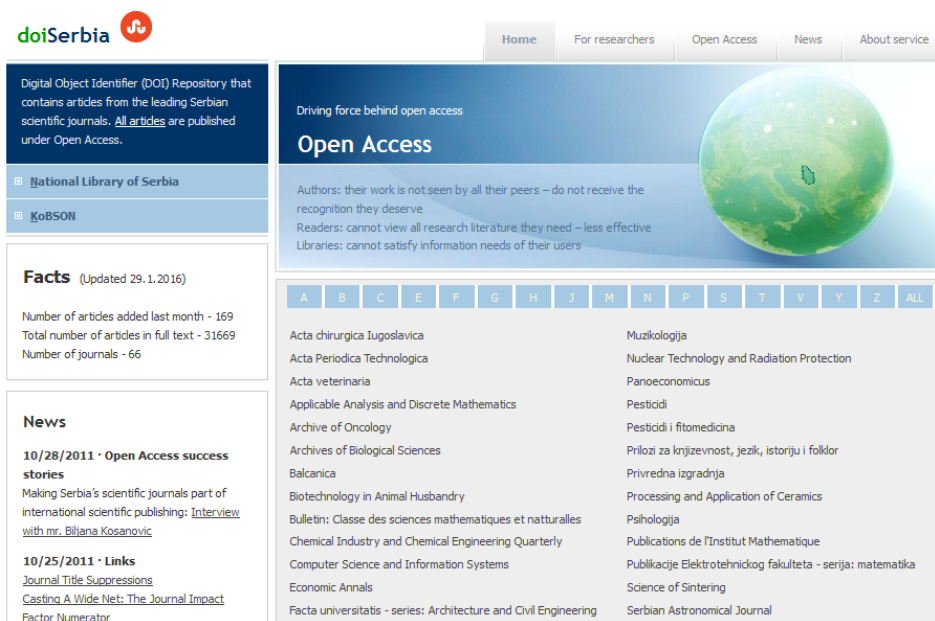 doiSerbia
Home
For researchers
Open Access
News
About service
Digital Object Identifier (DOI) Repository that
contains articles from the leading Serbian
scientific journals. All articles are published
under Open Access.
National Library of Serbia
KoBSON
Facts (Updated 29.1.2016)
Number of articles added last month - 169
Total number of articles in full text - 31669
Number of journals - 66
News
10/28/2011 · Open Access success
stories
Making Serbia's scientific journals part of
international scientific publishing: Interview
with mr. Biljana Kosanovic
10/25/2011 · Links
Journal Title Suppressions
Casting A Wide Net: The Journal Impact
Factor Numerator
Driving force behind open access
Open Access
Authors: their work is not seen by all their peers – do not receive the
recognition they deserve
Readers: cannot view all research literature they need – less effective
Libraries: cannot satisfy information needs of their users
A B C E F G H J M N P S T V Y Z ALL
Acta chirurgica Iugoslavica
Acta Periodica Technologica
Acta veterinaria
Applicable Analysis and Discrete Mathematics
Archive of Oncology
Archives of Biological Sciences
Balcanica
Biotechnology in Animal Husbandry
Bulletin: Classe des sciences mathematiques et natturalles
Chemical Industry and Chemical Engineering Quarterly
Computer Science and Information Systems
Economic Annals
Facta universitatis - series: Architecture and Civil Engineering
Muzikologija
Nuclear Technology and Radiation Protection
Panoeconomicus
Pesticidi
Pesticidi i fitomedicina
Prilozi za knjizevnost, jezik, istoriju i folklor
Privredna izgradnja
Processing and Application of Ceramics
Psihologija
Publications de l'Institut Mathematique
Publikacije Elektrotehnickog fakulteta - serija: matematika
Science of Sintering
Serbian Astronomical Journal